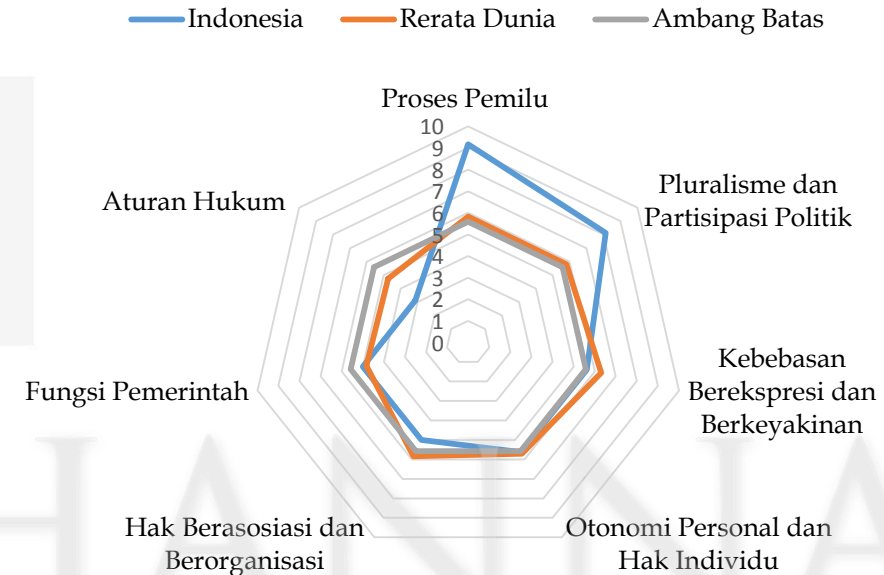 Indonesia Rerata Dunia Ambang Batas
Proses Pemilu
10
9
8
7
6
5
4
3
2
1
0
Pluralisme dan
Partisipasi Politik
Kebebasan
Berekspresi dan
Berkeyakinan
Otonomi Personal dan
Hak Individu
Hak Berasosiasi dan
Berorganisasi
Fungsi Pemerintah
Aturan Hukum
HANNA